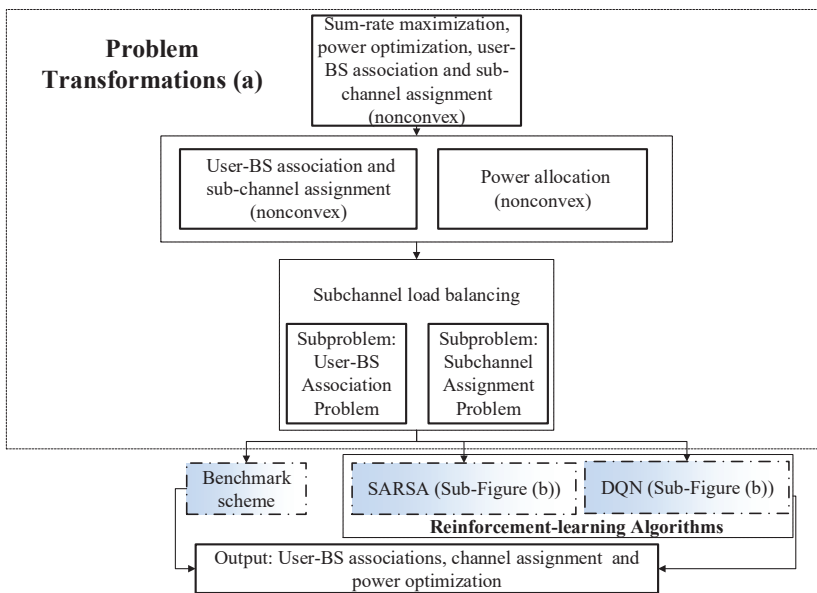 Problem
Transformations (a)
Sum-rate maximization,
power optimization, user-
BS association and sub-
channel assignment
(nonconvex)
User-BS association and
sub-channel assignment
(nonconvex)
Power allocation
(nonconvex)
Subchannel load balancing
Subproblem:
User-BS
Association
Problem
Subproblem:
Subchannel
Assignment
Problem
Benchmark
scheme
SARSA (Sub-Figure (b))
DQN (Sub-Figure (b))
Reinforcement-learning Algorithms
Output: User-BS associations, channel assignment and
power optimization